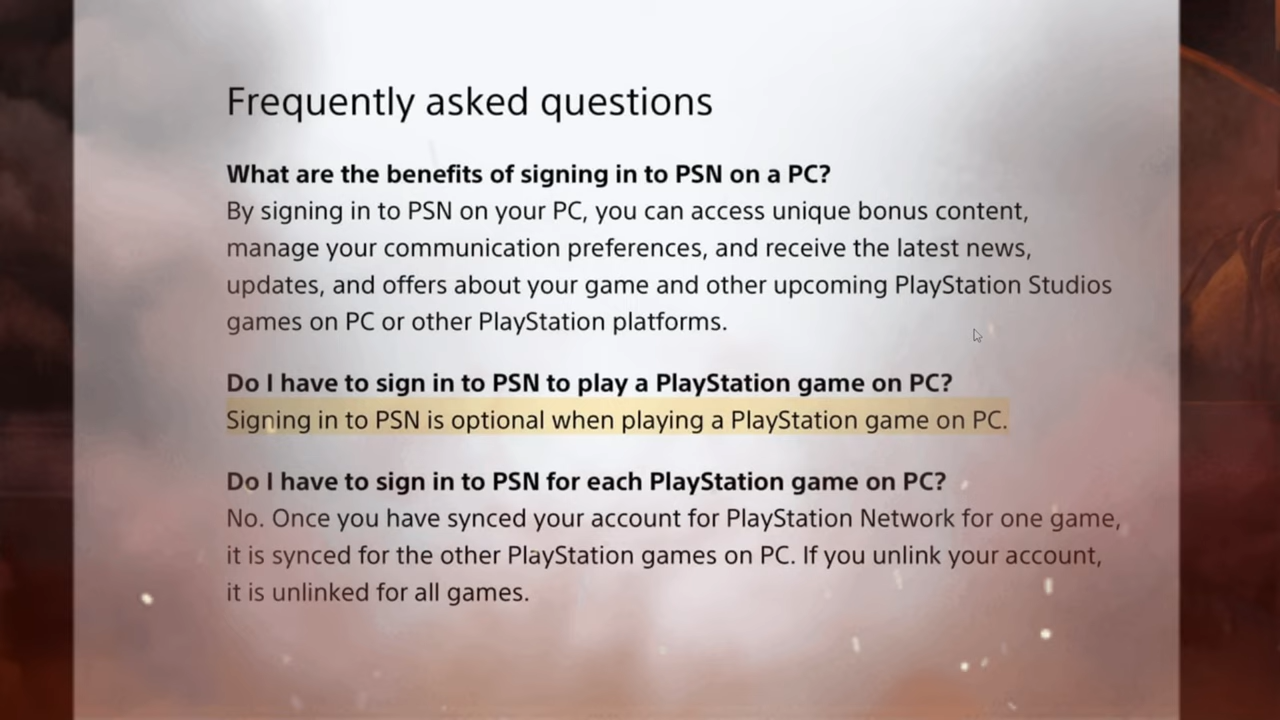 Frequently asked questions
What are the benefits of signing in to PSN on a PC?
By signing in to PSN on your PC, you can access unique bonus content,
manage your communication preferences, and receive the latest news,
updates, and offers about your game and other upcoming PlayStation Studios
games on PC or other PlayStation platforms.
Do I have to sign in to PSN to play a PlayStation game on PC?
Signing in to PSN is optional when playing a PlayStation game on PC.
Do I have to sign in to PSN for each PlayStation game on PC?
No. Once you have synced your account for PlayStation Network for one game,
it is synced for the other PlayStation games on PC. If you unlink your account,
it is unlinked for all games.